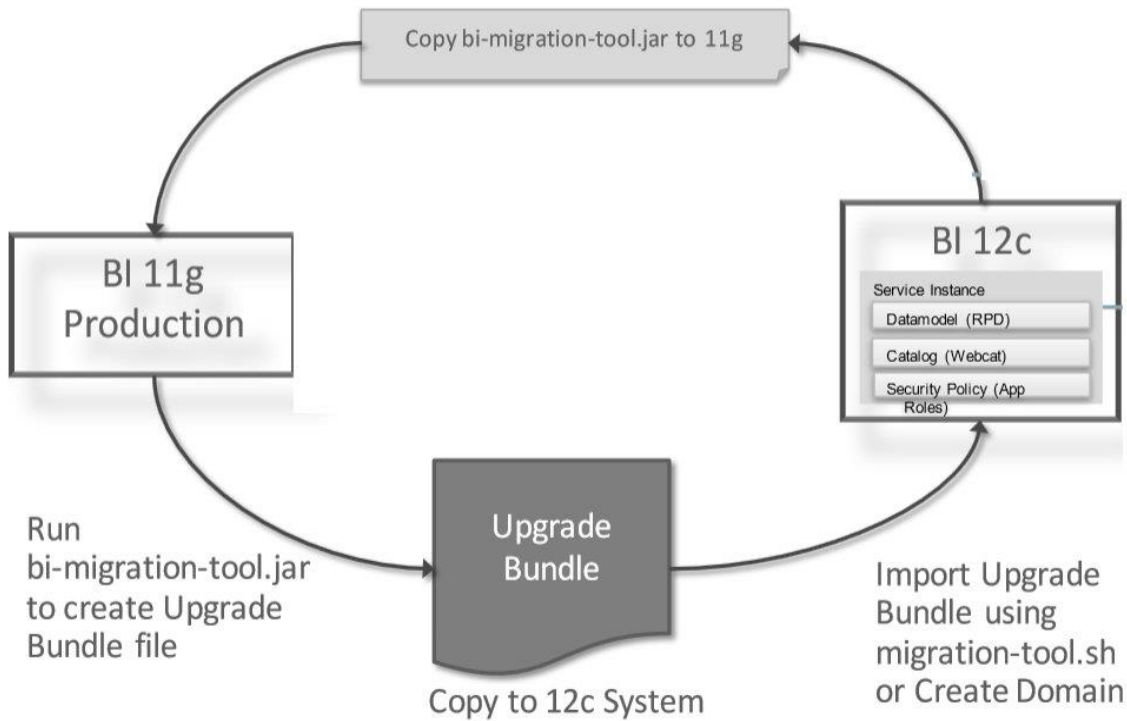 Copy bi-migration-tool.jar to 11g
BI 11g
Production
BI 12c
Service Instance
Datamodel (RPD)
Catalog (Webcat)
Security Policy (App
Roles)
Run
bi-migration-tool.jar
to create Upgrade
Bundle file
Upgrade
Bundle
Copy to 12c System
Import Upgrade
Bundle using
migration-tool.sh
or Create Domain